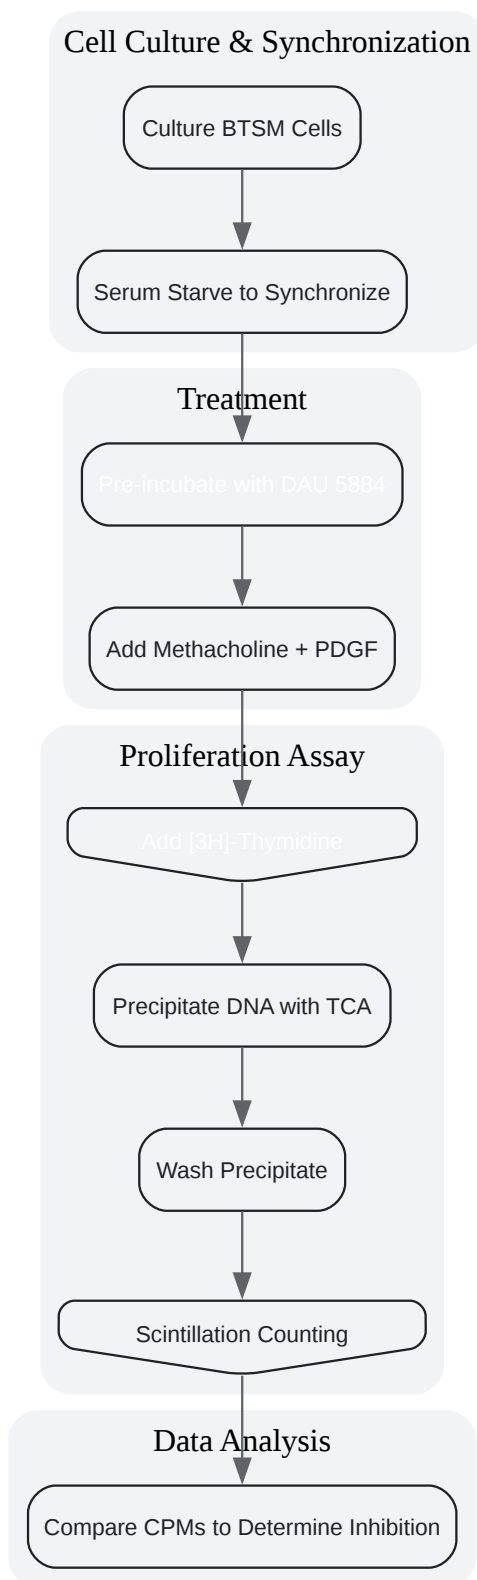 Cell Culture & Synchronization
Culture BTSM Cells
Serum Starve to Synchronize
Treatment
Pre-incubate with DAU 5884
Add Methacholine + PDGF
Proliferation Assay
Add [3H]-Thymidine
Precipitate DNA with TCA
Wash Precipitate
Scintillation Counting
Data Analysis
Compare CPMs to Determine Inhibition